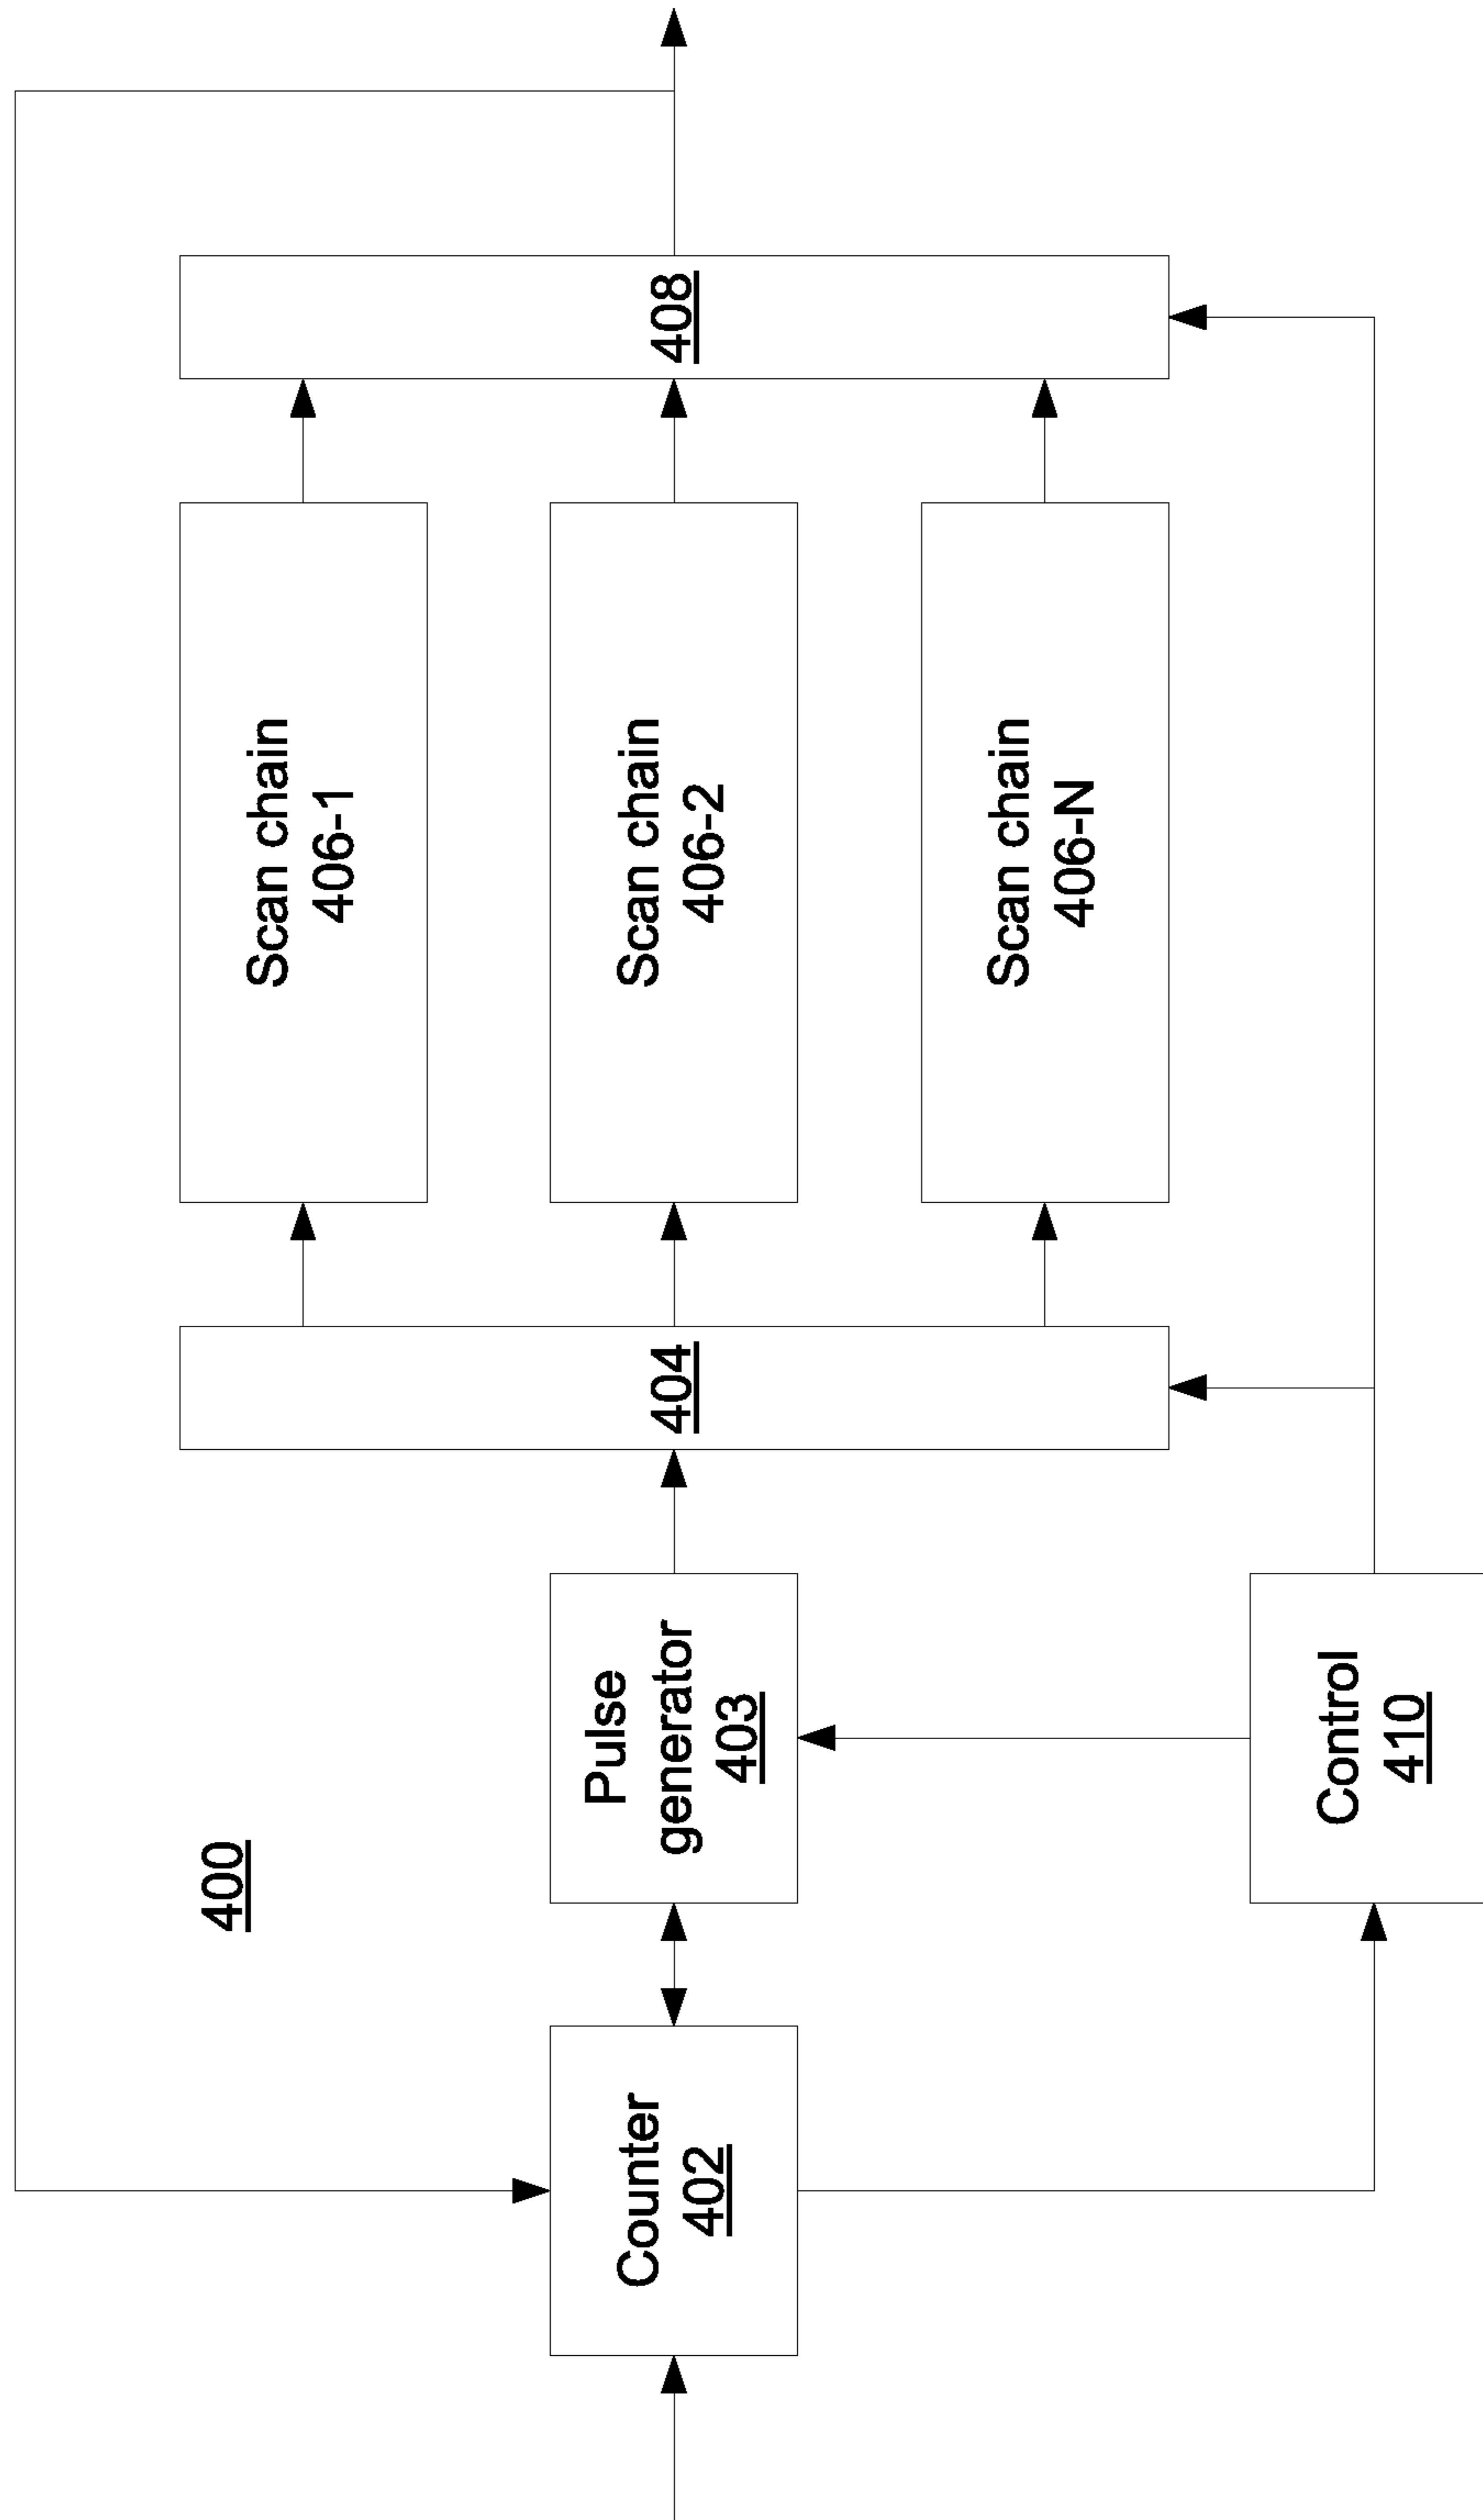 400
Counter
402
Pulse
generator
403
404
Scan chain
406-1
Scan chain
406-2
Scan chain
406-N
408
Control
410